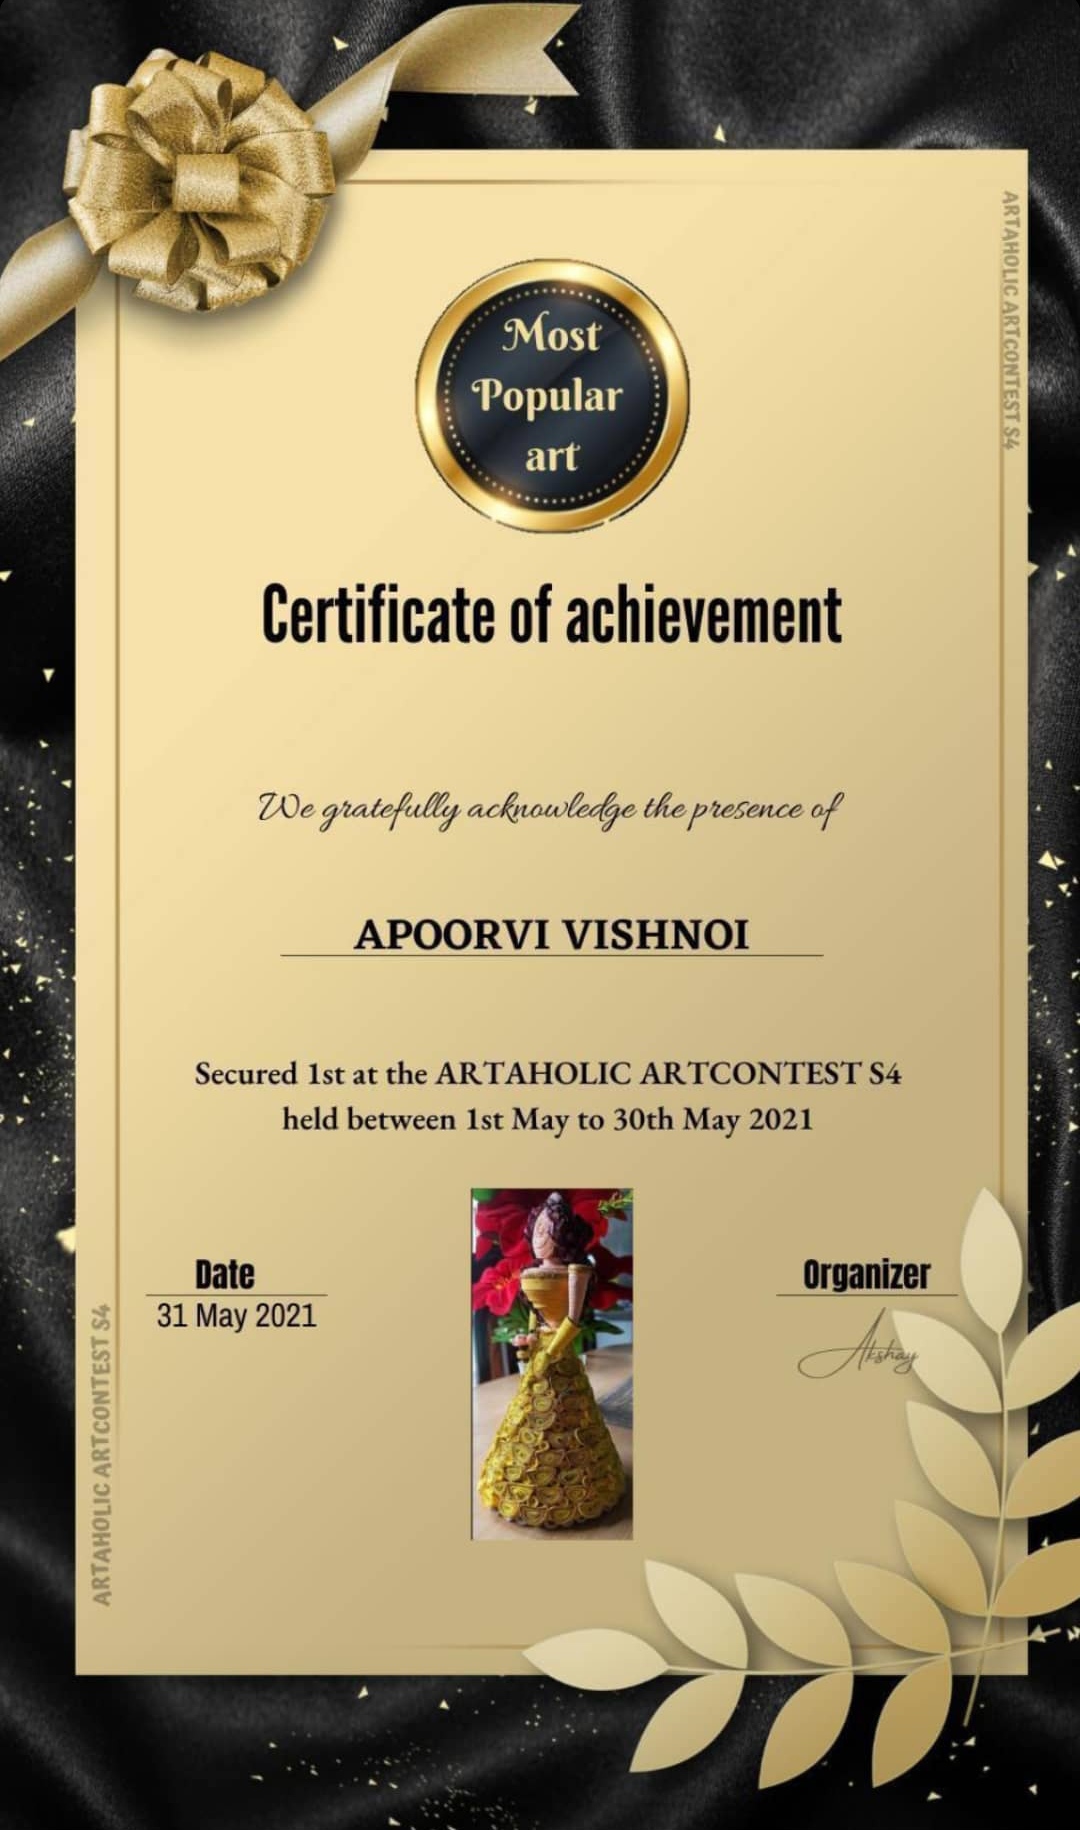 Most
Popular
art
ARTAHOLIC ARTCONTEST S4
Certificate of achievement
We gratefully acknowledge the presence of
APOORVI VISHNOI
Secured 1st at the ARTAHOLIC ARTCONTEST S4
held between 1st May to 30th May 2021
Date
31 May 2021
Organizer
Akshay
ARTAHOLIC ARTCONTEST S4